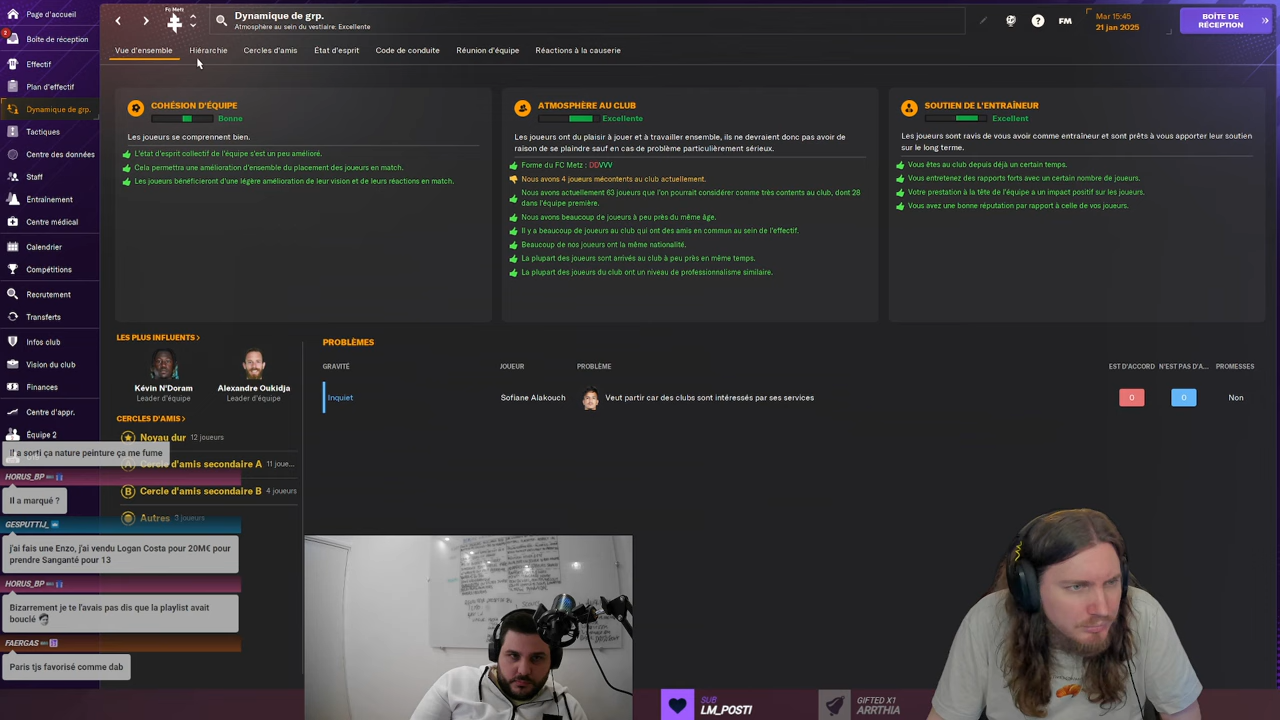 Fc Metz
Dynamique de grp.
Atmosphère au sein du vestiaire: Excellente
FM
Mar 15:45
21 jan 2025
BOÎTE DE
RÉCEPTION
Page d'accueil
3
Boîte de réception
Effectif
Plan d'effectif
Dynamique de grp.
Tactiques
Centre des données
Staff
Entraînement
Centre médical
Calendrier
Compétitions
Recrutement
Transferts
Infos club
Vision du club
Finances
Centre d'appr.
Équipe 2
Vue d'ensemble
Hiérarchie
Cercles d'amis
État d'esprit
Code de conduite
Réunion d'équipe
Réactions à la causerie
COHÉSION D'ÉQUIPE
Bonne
Les joueurs se comprennent bien.
L'état d'esprit collectif de l'équipe s'est un peu amélioré.
Cela permettra une amélioration d'ensemble du placement des joueurs en match.
Les joueurs bénéficieront d'une légère amélioration de leur vision et de leurs réactions en match.
ATMOSPHÈRE AU CLUB
Excellente
Les joueurs ont du plaisir à jouer et à travailler ensemble, ils ne devraient donc pas avoir de
raison de se plaindre sauf en cas de problème particulièrement sérieux.
Forme du FC Metz : DDVVV
Nous avons 4 joueurs mécontents au club actuellement.
Nous avons actuellement 63 joueurs que l'on pourrait considérer comme très contents au club, dont 28
dans l'équipe première.
Nous avons beaucoup de joueurs à peu près du même âge.
Il y a beaucoup de joueurs au club qui ont des amis en commun au sein de l'effectif.
Beaucoup de nos joueurs ont la même nationalité.
La plupart des joueurs sont arrivés au club à peu près en même temps.
La plupart des joueurs du club ont un niveau de professionnalisme similaire.
SOUTIEN DE L'ENTRAÎNEUR
Excellent
Les joueurs sont ravis de vous avoir comme entraîneur et sont prêts à vous apporter leur soutien
sur le long terme.
Vous êtes au club depuis déjà un certain temps.
Vous entretenez des rapports forts avec un certain nombre de joueurs.
Votre prestation à la tête de l'équipe a un impact positif sur les joueurs.
Vous avez une bonne réputation par rapport à celle de vos joueurs.
LES PLUS INFLUENTS >
Kévin N'Doram
Leader d'équipe
Alexandre Oukidja
Leader d'équipe
CERCLES D'AMIS >
Noyau dur 12 joueurs
A Cercle d'amis secondaire A 11 joue...
B Cercle d'amis secondaire B 4 joueurs
Autres 3 joueurs
PROBLÈMES
GRAVITÉ JOUEUR PROBLÈME EST D'ACCORD N'EST PAS D'A... PROMESSES
Inquiet Sofiane Alakouch Veut partir car des clubs sont intéressés par ses services 0 0 Non
il a sorti ça nature peinture ça me fume
HORUS_BP
Il a marqué ?
GESPUTTIJ_
j'ai fais une Enzo, j'ai vendu Logan Costa pour 20M€ pour
prendre Sanganté pour 13
HORUS_BP
Bizarrement je te l'avais pas dis que la playlist avait
bouclé
FAERGAS
Paris tjs favorisé comme dab
SUB
LM_POSTI
GIFTED X1
ARRTHIA